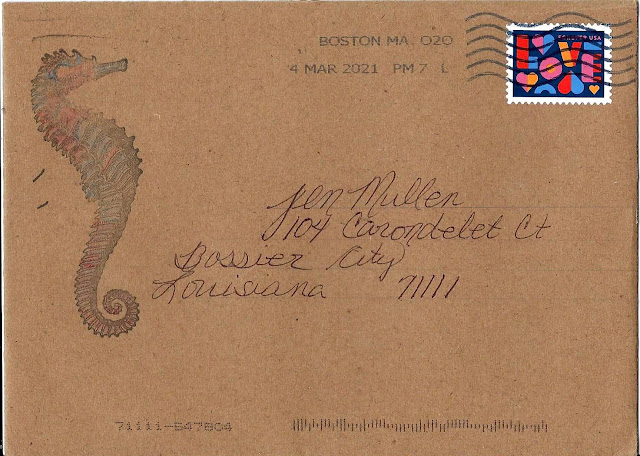 BOSTON MA 020
4 MAR 2021 PM 7 L
FOREVER USA
LOVE
Jen Mullen
104 Carondelet Ct
Bossier City
Louisiana 71111
71111-547804